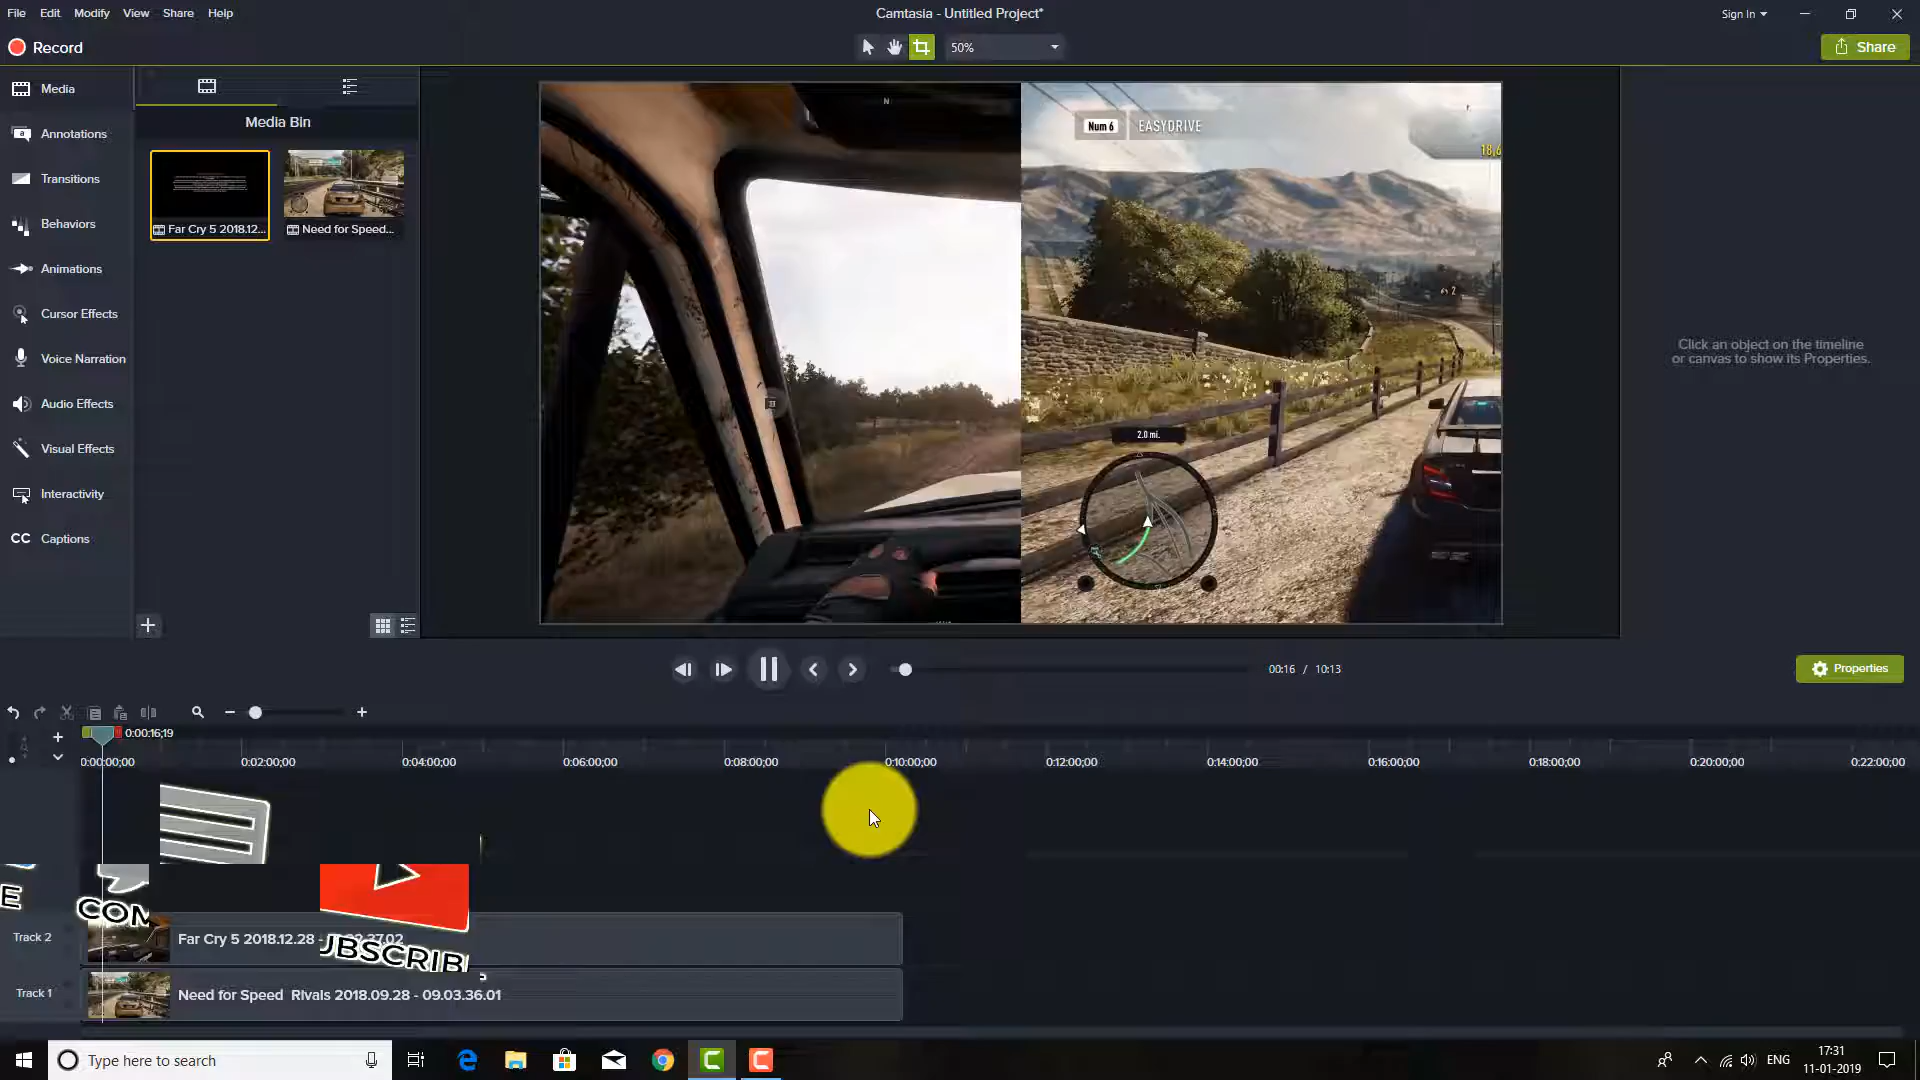 File Edit Modify View Share Help
Camtasia - Untitled Project*
Sign In
Record
50%
Share
Media
Annotations
Transitions
Behaviors
Animations
Cursor Effects
Voice Narration
Audio Effects
Visual Effects
Interactivity
CC Captions
Media Bin
Far Cry 5 2018.12...
Need for Speed...
N
Num 6 EASYDRIVE
18,6
2
2.0 mi.
Click an object on the timeline
or canvas to show its Properties.
00:16 / 10:13
Properties
0:00:16;19
0:00:00;00 0:02:00;00 0:04:00;00 0:06:00;00 0:08:00;00 0:10:00;00 0:12:00;00 0:14:00;00 0:16:00;00 0:18:00;00 0:20:00;00 0:22:00;00
E
COM
UBSCRIB
Track 2
Far Cry 5 2018.12.28 -
Track 1
Need for Speed Rivals 2018.09.28 - 09.03.36.01
Type here to search
ENG
17:31
11-01-2019